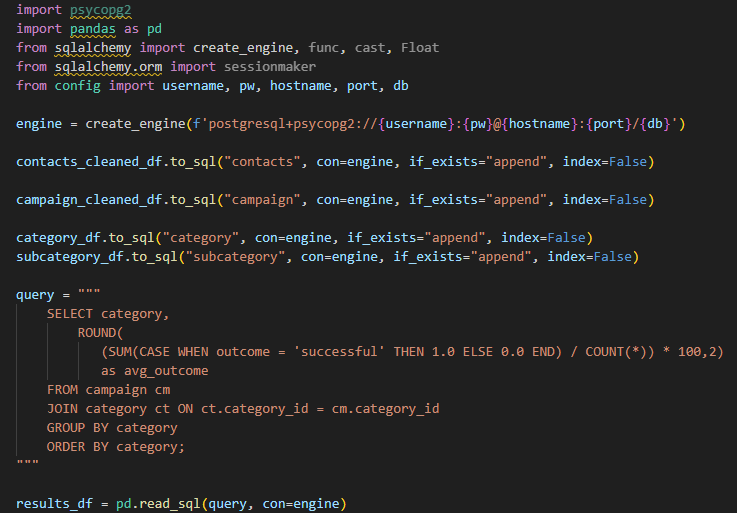 import psycopg2
import pandas as pd
from sqlalchemy import create_engine, func, cast, Float
from sqlalchemy.orm import sessionmaker
from config import username, pw, hostname, port, db

engine = create_engine(f'postgresql+psycopg2://{username}:{pw}@{hostname}:{port}/{db}')

contacts_cleaned_df.to_sql("contacts", con=engine, if_exists="append", index=False)

campaign_cleaned_df.to_sql("campaign", con=engine, if_exists="append", index=False)

category_df.to_sql("category", con=engine, if_exists="append", index=False)
subcategory_df.to_sql("subcategory", con=engine, if_exists="append", index=False)

query = """
    SELECT category,
        ROUND(
           (SUM(CASE WHEN outcome = 'successful' THEN 1.0 ELSE 0.0 END) / COUNT(*)) * 100,2)
           as avg_outcome
    FROM campaign cm
    JOIN category ct ON ct.category_id = cm.category_id
    GROUP BY category
    ORDER BY category;
"""

results_df = pd.read_sql(query, con=engine)